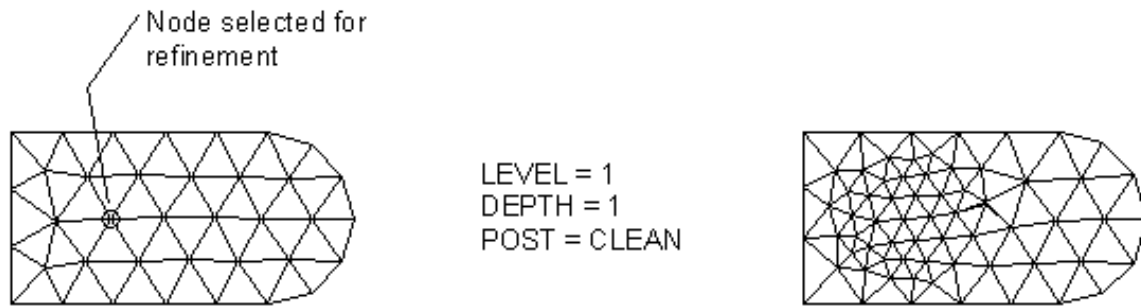 Node selected for
refinement
LEVEL = 1
DEPTH = 1
POST = CLEAN